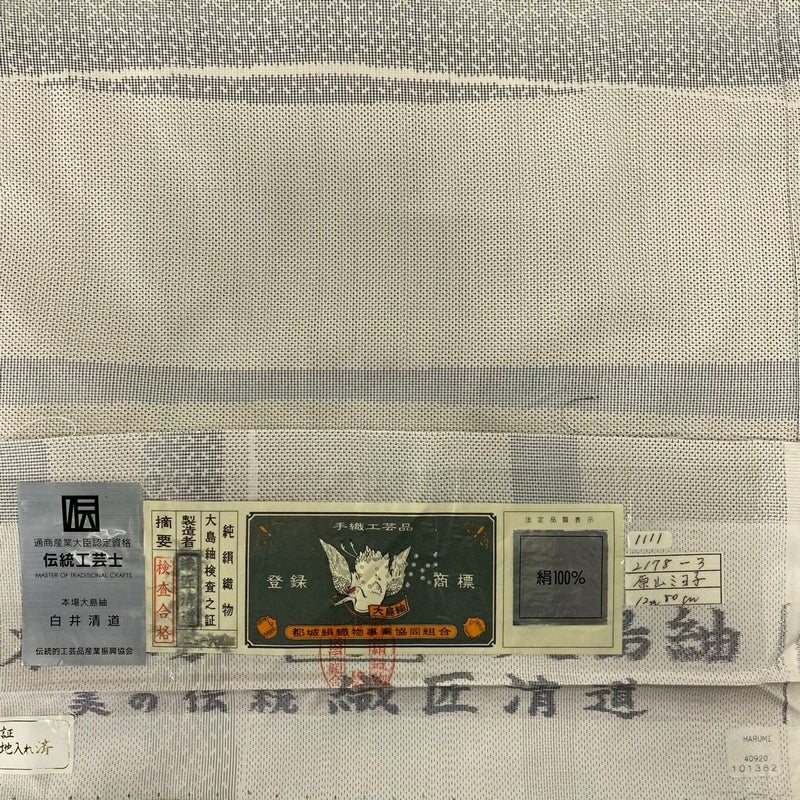 伝
通商産業大臣認定資格
伝統工芸士
MASTER OF TRADITIONAL CRAFTS
本場大島紬
白井清道
伝統的工芸品産業振興協会
純絹織物
大島紬検査之証
製造者
織匠清道
摘要
検査合格
手織工芸品
登録
商標
大島紬
都城絹織物事業協同組合
法定品質表示
絹100%
1111
2178-3
原山ミヨ子
12m80cm
島紬
美の伝統 織匠清道
証
地入れ済
MARUMI
40920
101362